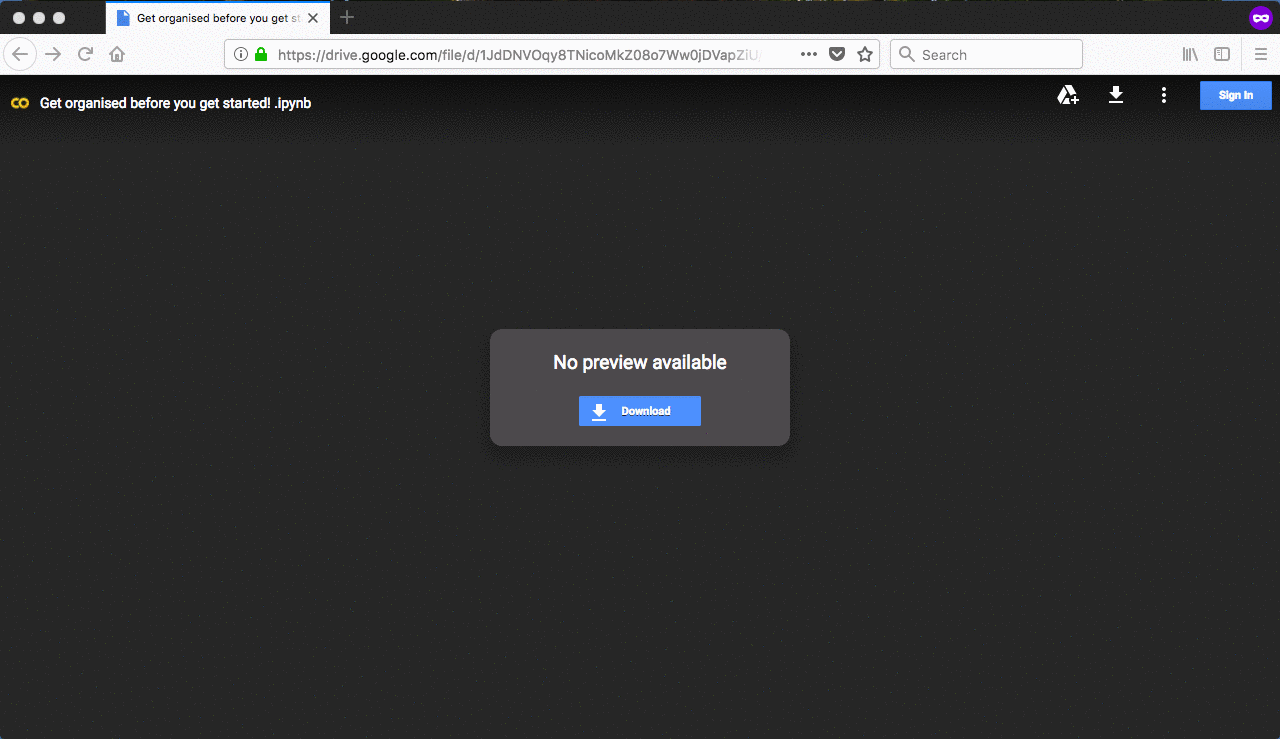 Get organised before you get st
https://drive.google.com/file/d/1JdDNVOqy8TNicoMkZ08o7Ww0jDVapZiU
Search
Get organised before you get started! .ipynb
Sign In
No preview available
Download